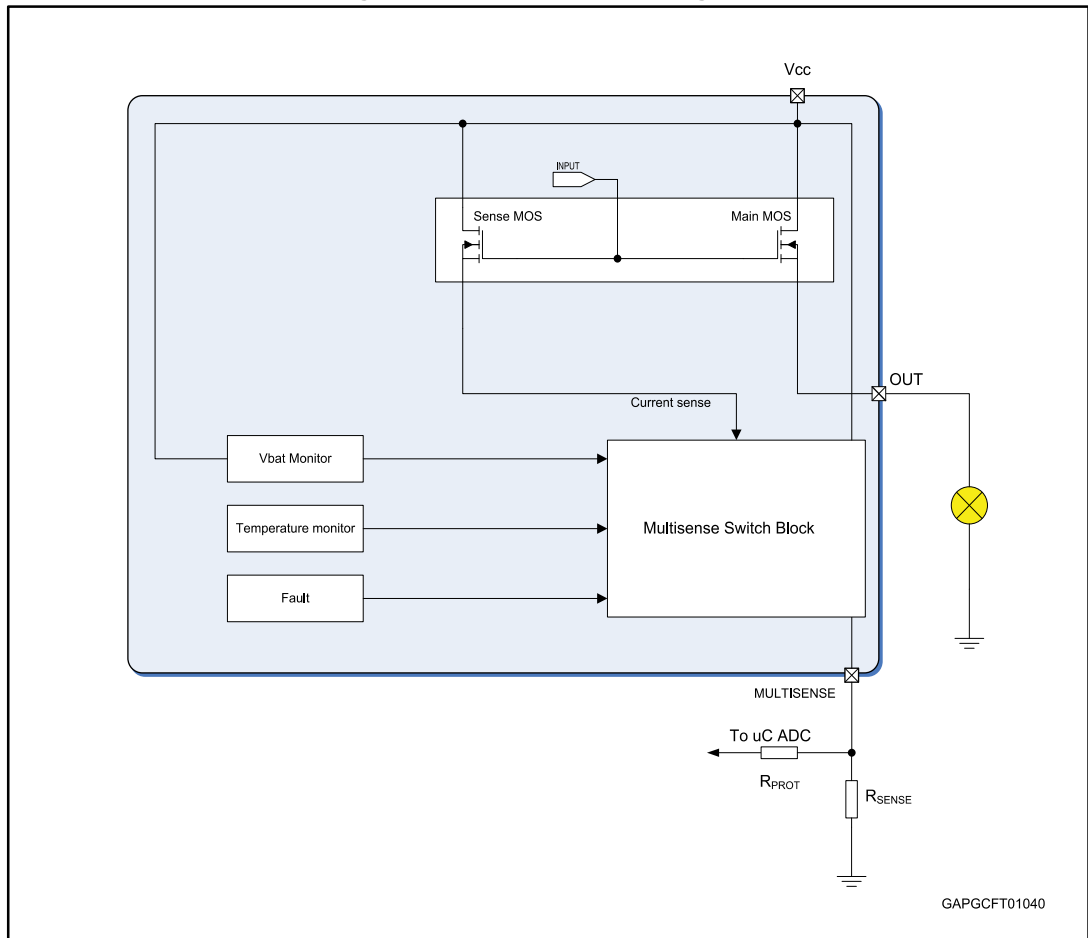 Vcc
INPUT
Sense MOS
Main MOS
OUT
Current sense
Vbat Monitor
Temperature monitor
Multisense Switch Block
Fault
MULTISENSE
To uC ADC
RPROT
RSENSE
GAPGCFT01040